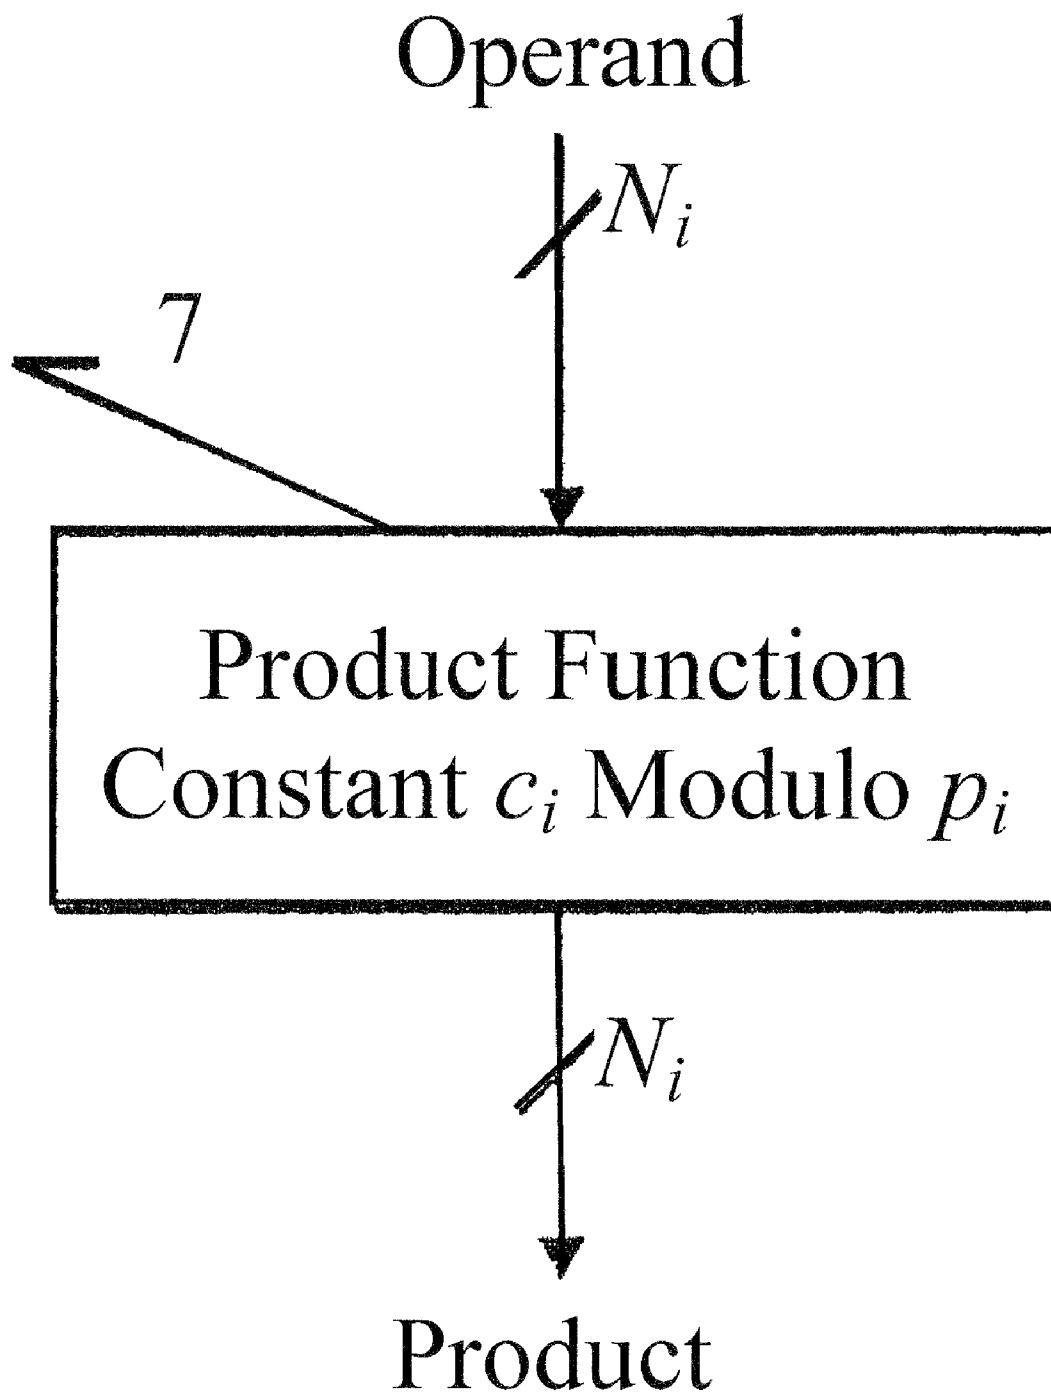 Operand
N_i
7
Product Function
Constant c_i Modulo p_i
N_i
Product